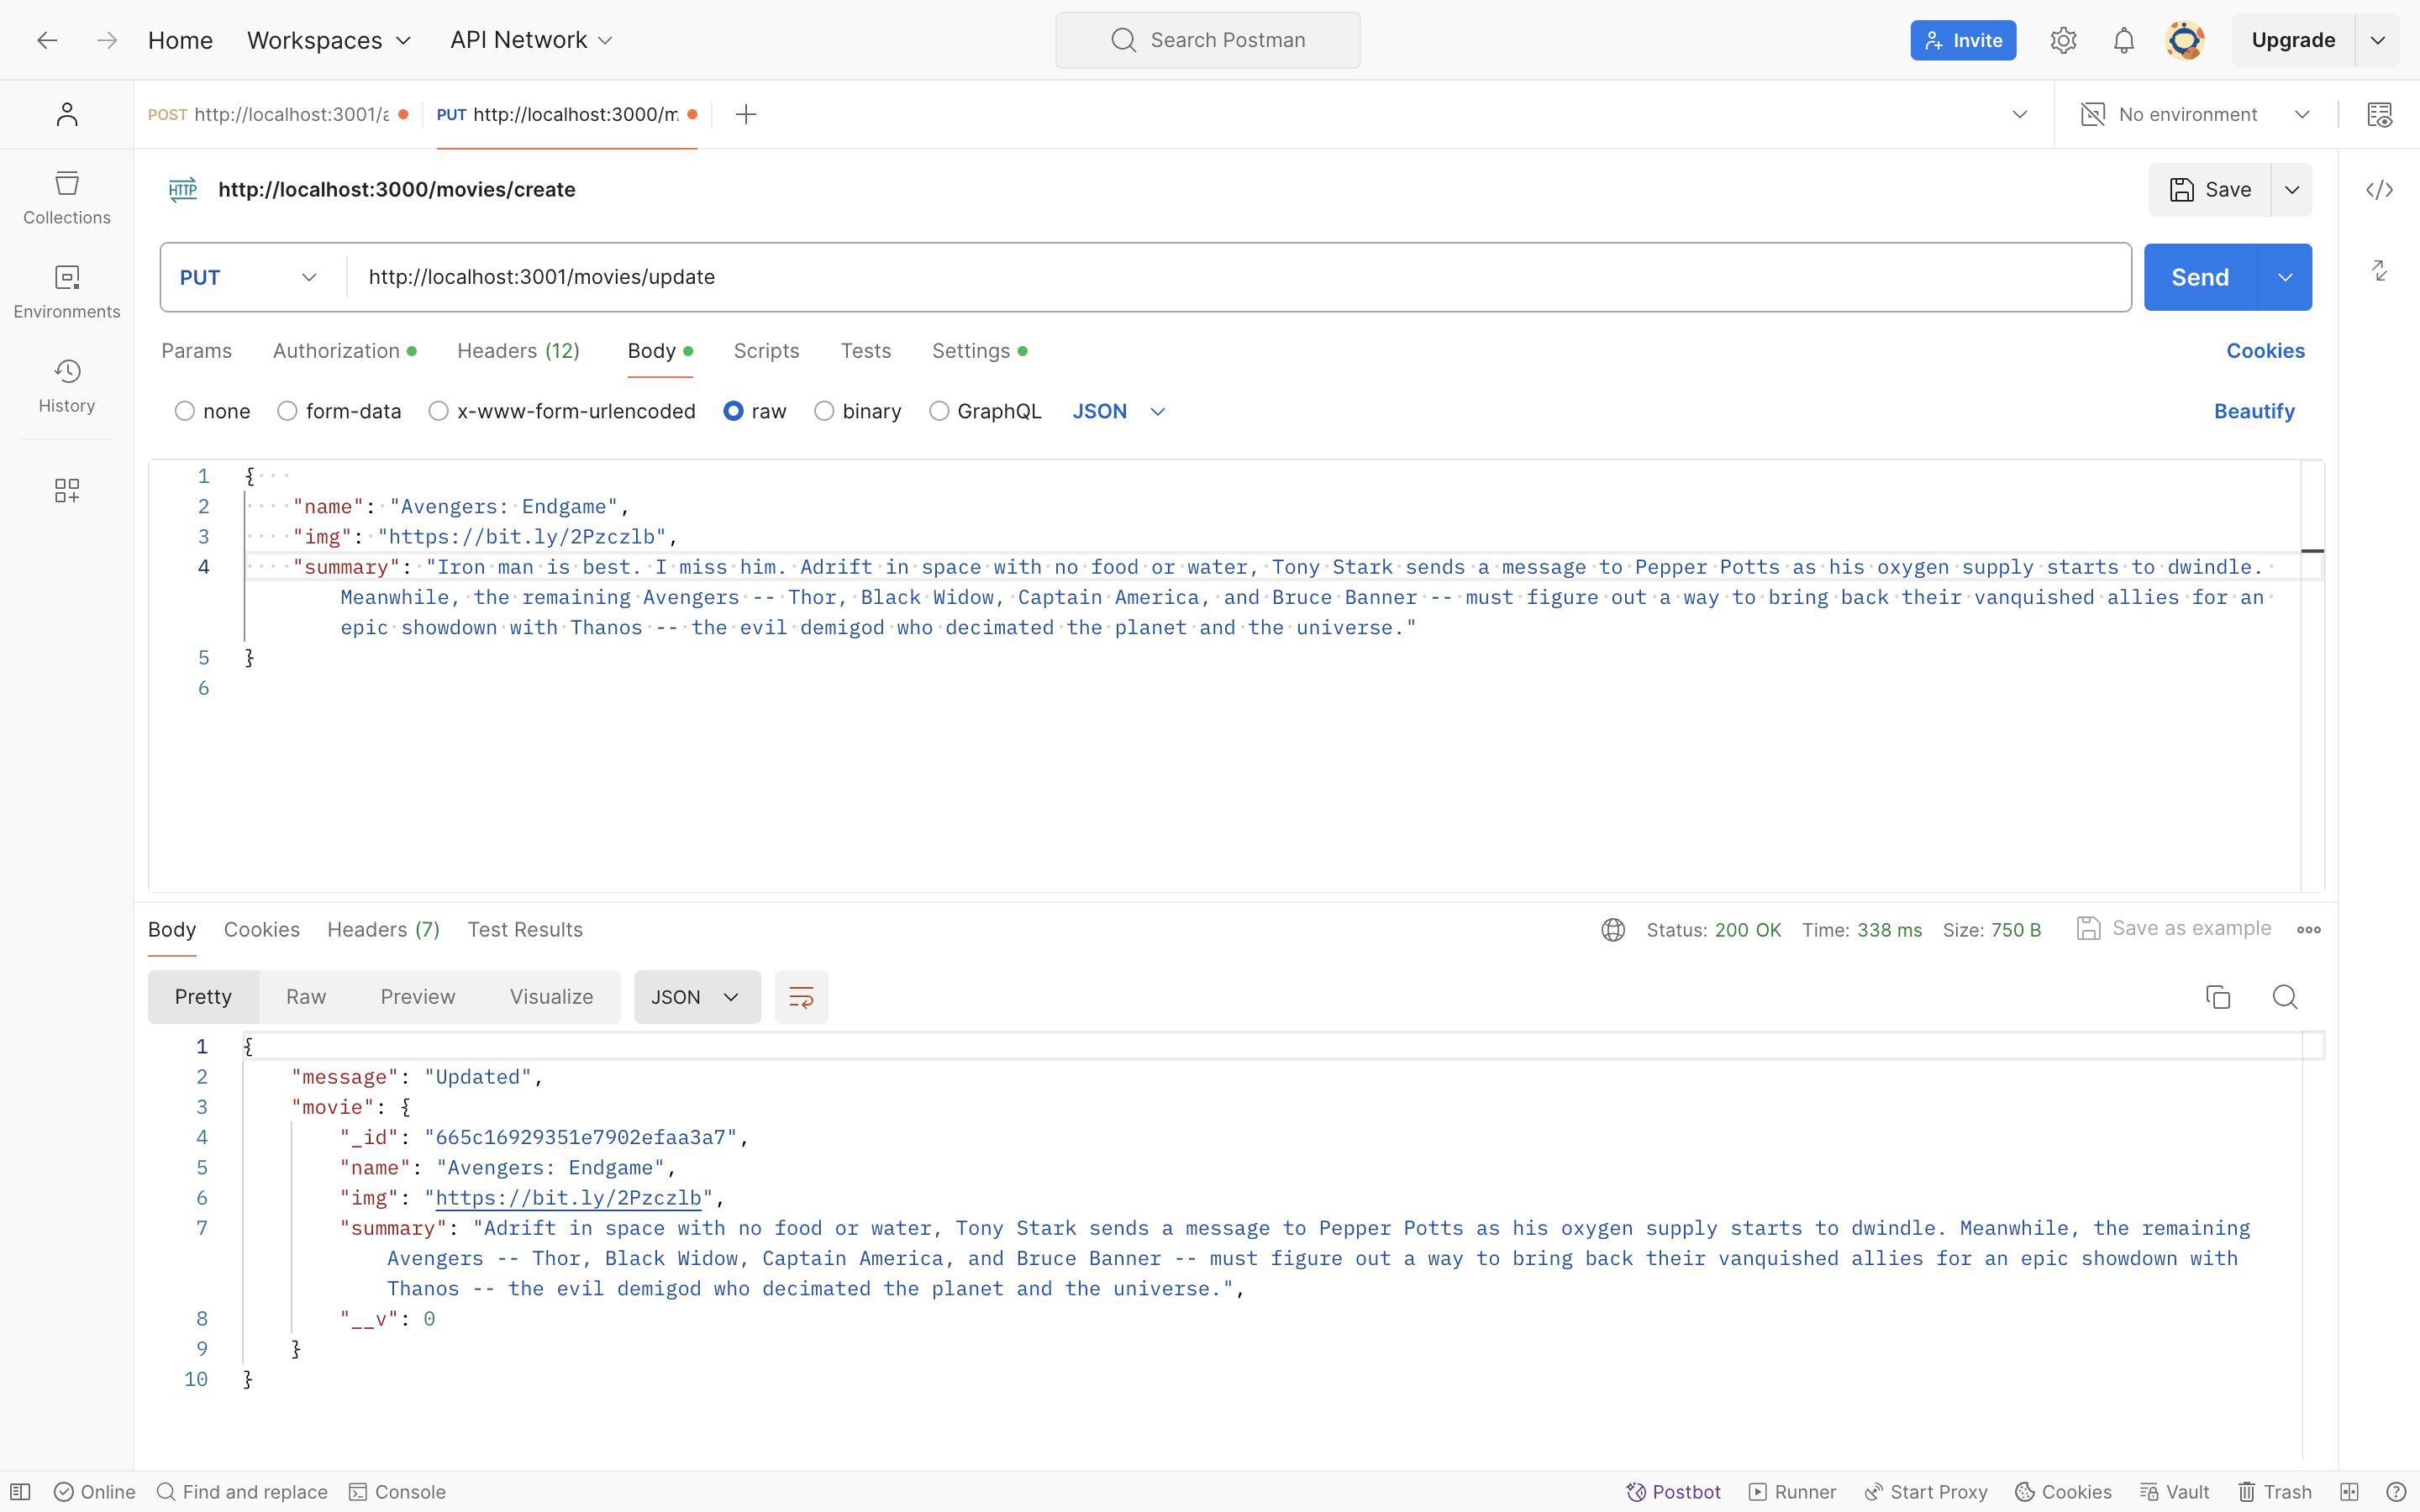 Home Workspaces API Network Search Postman Invite Upgrade
POST http://localhost:3001/a PUT http://localhost:3000/m No environment
HTTP http://localhost:3000/movies/create Save
Collections
PUT http://localhost:3001/movies/update Send
Environments
Params Authorization Headers (12) Body Scripts Tests Settings Cookies
History
none form-data x-www-form-urlencoded raw binary GraphQL JSON Beautify
1 {
2 "name": "Avengers: Endgame",
3 "img": "https://bit.ly/2Pzczlb",
4 "summary": "Iron man is best. I miss him. Adrift in space with no food or water, Tony Stark sends a message to Pepper Potts as his oxygen supply starts to dwindle.
Meanwhile, the remaining Avengers -- Thor, Black Widow, Captain America, and Bruce Banner -- must figure out a way to bring back their vanquished allies for an
epic showdown with Thanos -- the evil demigod who decimated the planet and the universe."
5 }
6
Body Cookies Headers (7) Test Results Status: 200 OK Time: 338 ms Size: 750 B Save as example
Pretty Raw Preview Visualize JSON
1 {
2 "message": "Updated",
3 "movie": {
4 "_id": "665c16929351e7902efaa3a7",
5 "name": "Avengers: Endgame",
6 "img": "https://bit.ly/2Pzczlb",
7 "summary": "Adrift in space with no food or water, Tony Stark sends a message to Pepper Potts as his oxygen supply starts to dwindle. Meanwhile, the remaining
Avengers -- Thor, Black Widow, Captain America, and Bruce Banner -- must figure out a way to bring back their vanquished allies for an epic showdown with
Thanos -- the evil demigod who decimated the planet and the universe.",
8 "__v": 0
9 }
10 }
Online Find and replace Console Postbot Runner Start Proxy Cookies Vault Trash